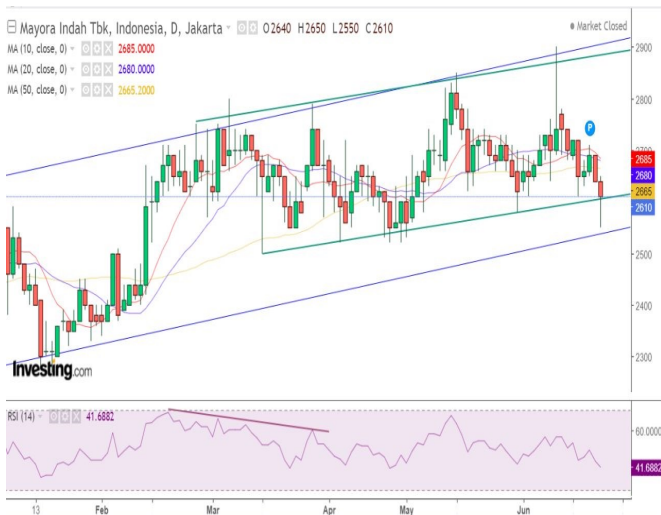 Mayora Indah Tbk, Indonesia, D, Jakarta O2640 H2650 L2550 C2610
Market Closed
MA (10, close, 0) 2685.0000
MA (20, close, 0) 2680.0000
MA (50, close, 0) 2665.2000
2900
P
2700
2685
2680
2665
2610
2500
2400
2300
Investing.com
RSI (14) 41.6882
60.0000
41.6882
13 Feb Mar Apr May Jun